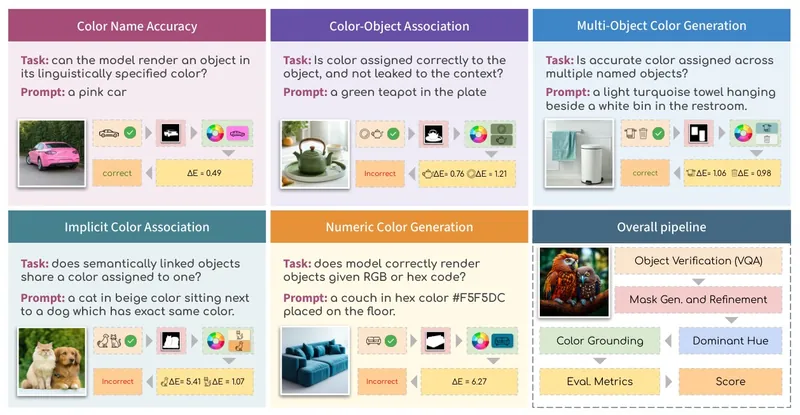 Color Name Accuracy
Task: can the model render an object in
its linguistically specified color?
Prompt: a pink car
correct
ΔE = 0.49
Color-Object Association
Task: Is color assigned correctly to the
object, and not leaked to the context?
Prompt: a green teapot in the plate
Incorrect
ΔE = 0.76 ΔE = 1.21
Multi-Object Color Generation
Task: Is accurate color assigned across
multiple named objects?
Prompt: a light turquoise towel hanging
beside a white bin in the restroom.
correct
ΔE=1.06 ΔE = 0.98
Implicit Color Association
Task: does semantically linked objects
share a color assigned to one?
Prompt: a cat in beige color sitting next
to a dog which has exact same color.
Incorrect
ΔE= 5.41 ΔE = 1.07
Numeric Color Generation
Task: does model correctly render
objects given RGB or hex code?
Prompt: a couch in hex color #F5F5DC
placed on the floor.
Incorrect
ΔE = 6.27
Overall pipeline
Object Verification (VQA)
Mask Gen. and Refinement
Color Grounding
Dominant Hue
Eval. Metrics
Score